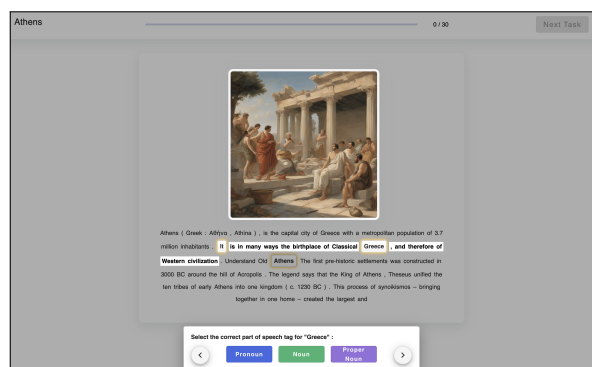 Athens
0 / 30
Next Task
Athens ( Greek : Αθήνα , Athína ) , is the capital city of Greece with a metropolitan population of 3.7
million inhabitants . It is in many ways the birthplace of Classical Greece , and therefore of
Western civilization . Understand Old Athens The first pre-historic settlements was constructed in
3000 BC around the hill of Acropolis . The legend says that the King of Athens , Theseus unified the
ten tribes of early Athens into one kingdom ( c. 1230 BC ) . This process of synoikismos – bringing
together in one home – created the largest and
Select the correct part of speech tag for "Greece" :
Pronoun
Noun
Proper
Noun